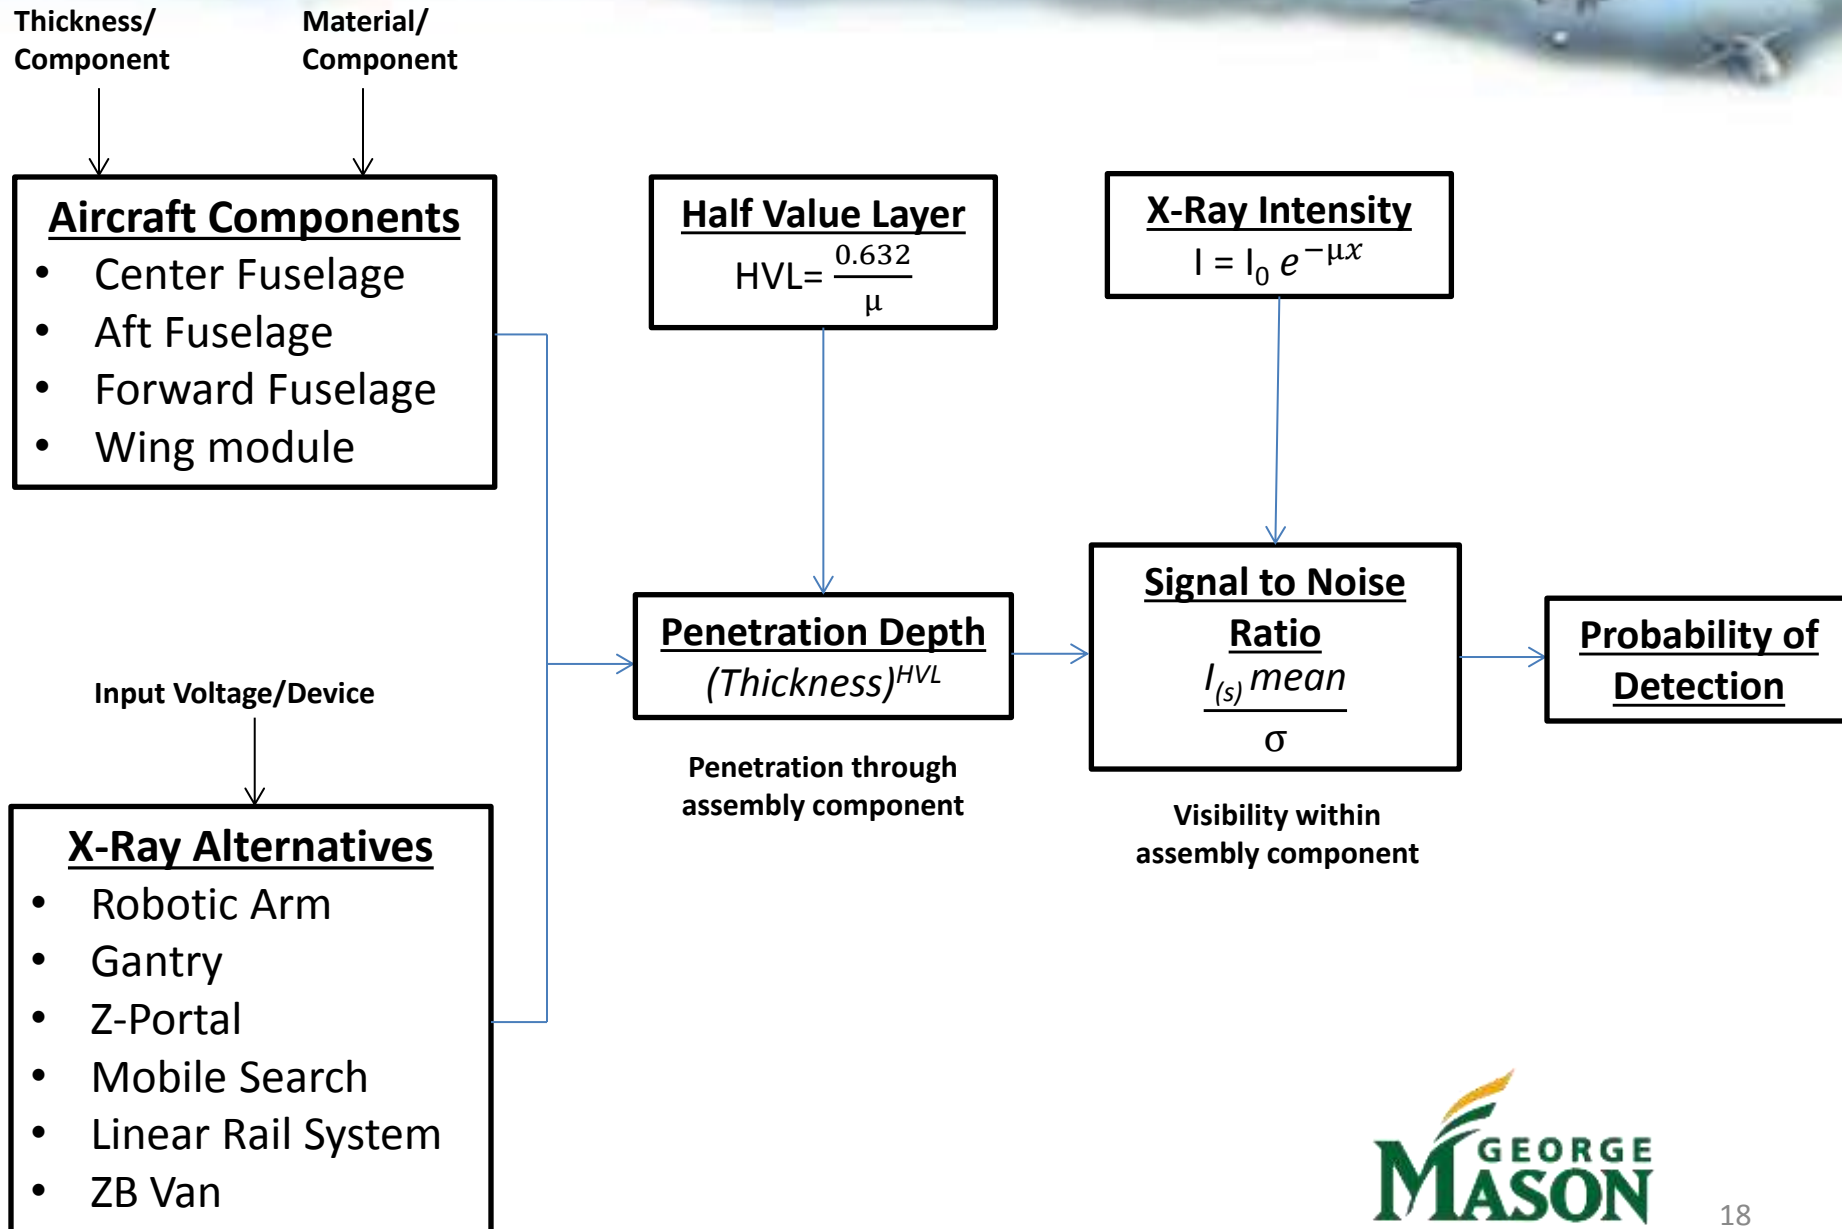 Thickness/
Component
Material/
Component
Aircraft Components
• Center Fuselage
• Aft Fuselage
• Forward Fuselage
• Wing module
Half Value Layer
HVL= 0.632/μ
X-Ray Intensity
I = I₀ e^(−μx)
Input Voltage/Device
X-Ray Alternatives
• Robotic Arm
• Gantry
• Z-Portal
• Mobile Search
• Linear Rail System
• ZB Van
Penetration Depth
(Thickness)^HVL
Penetration through
assembly component
Signal to Noise
Ratio
I(s) mean
σ
Visibility within
assembly component
Probability of
Detection
GEORGE
MASON
18